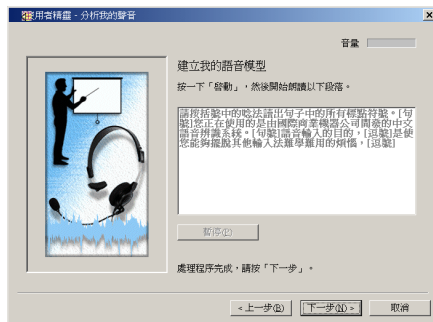 使用者精靈 - 分析我的聲音
音量
建立我的語音模型
按一下「啟動」，然後開始朗讀以下段落。
請按括號中的唸法讀出句子中的所有標點符號。[句
號]您正在使用的是由國際商業機器公司開發的中文
語音辨識系統。[句號]語音輸入的目的，[逗號]是使
您能夠擺脫其他輸入法難學難用的煩惱，[逗號]
暫停(P)
處理程序完成，請按「下一步」。
<上一步(B)
下一步(N)>
取消